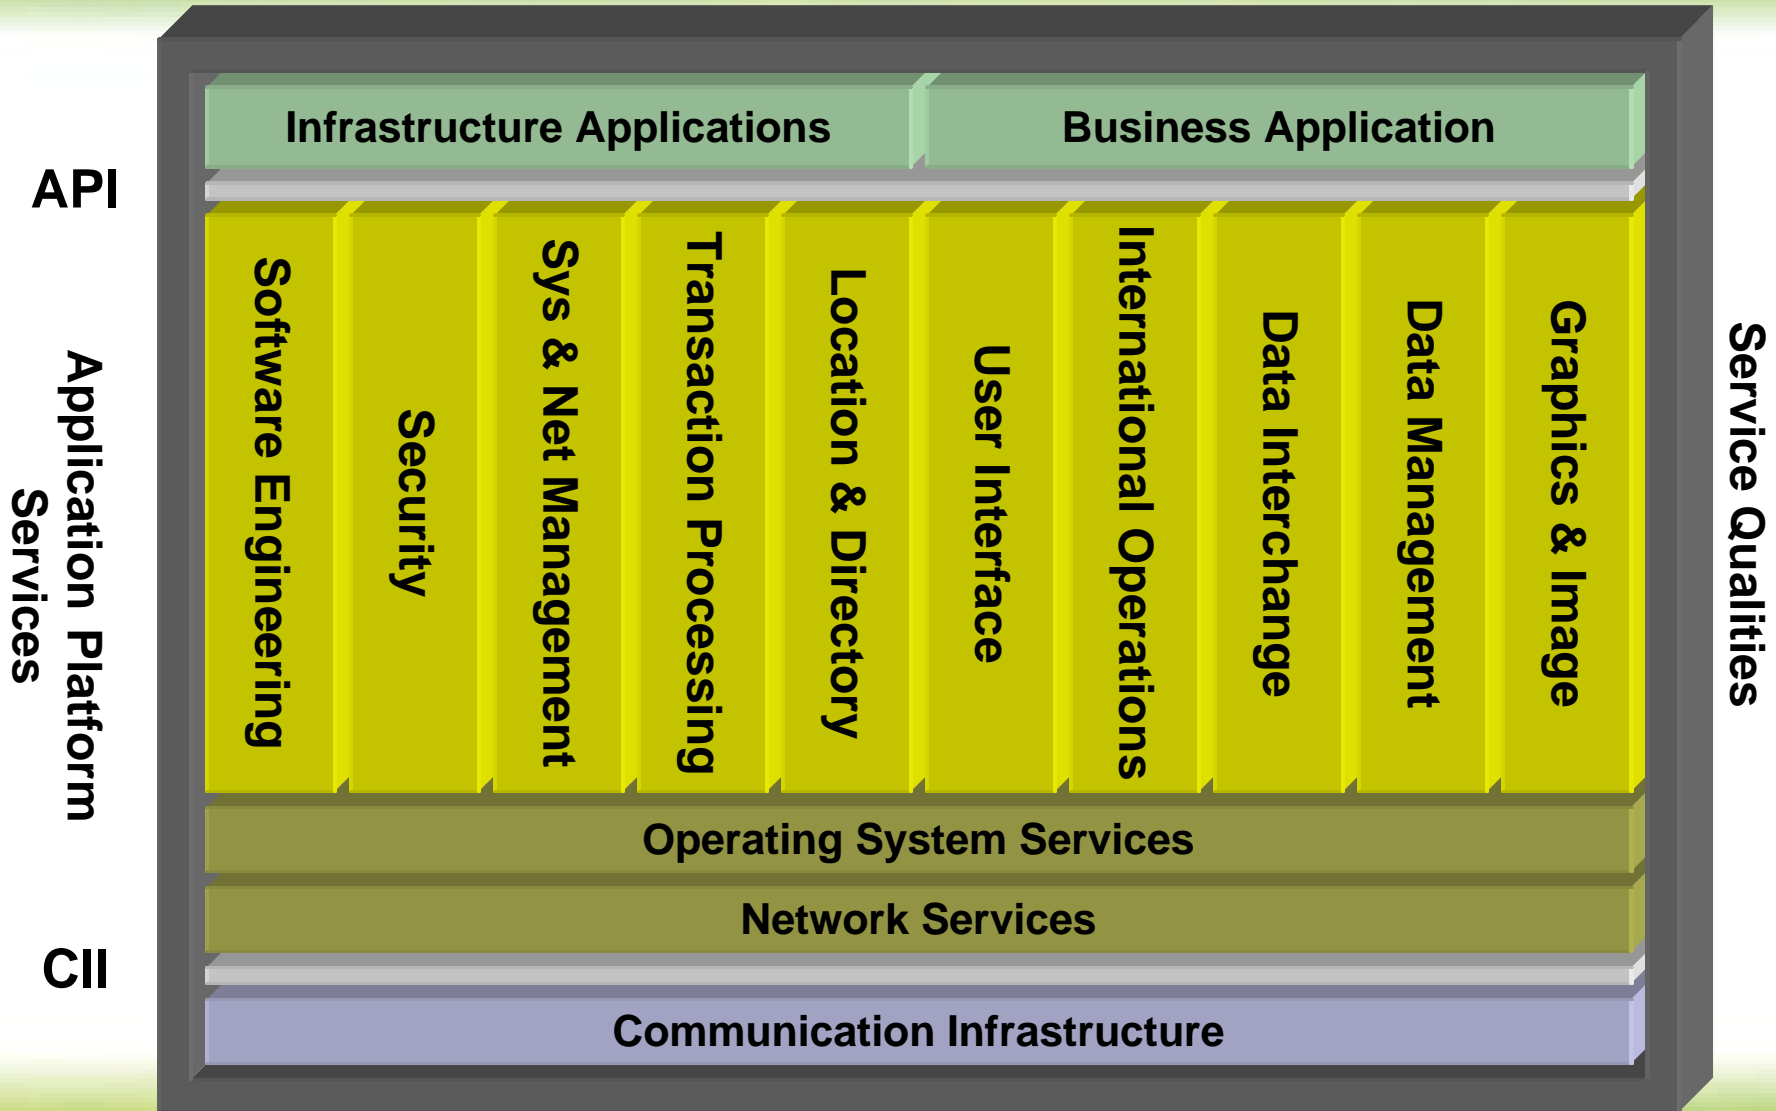 Infrastructure Applications
Business Application
API
Application Platform
Services
Software Engineering
Security
Sys & Net Management
Transaction Processing
Location & Directory
User Interface
International Operations
Data Interchange
Data Management
Graphics & Image
Service Qualities
Operating System Services
Network Services
CII
Communication Infrastructure